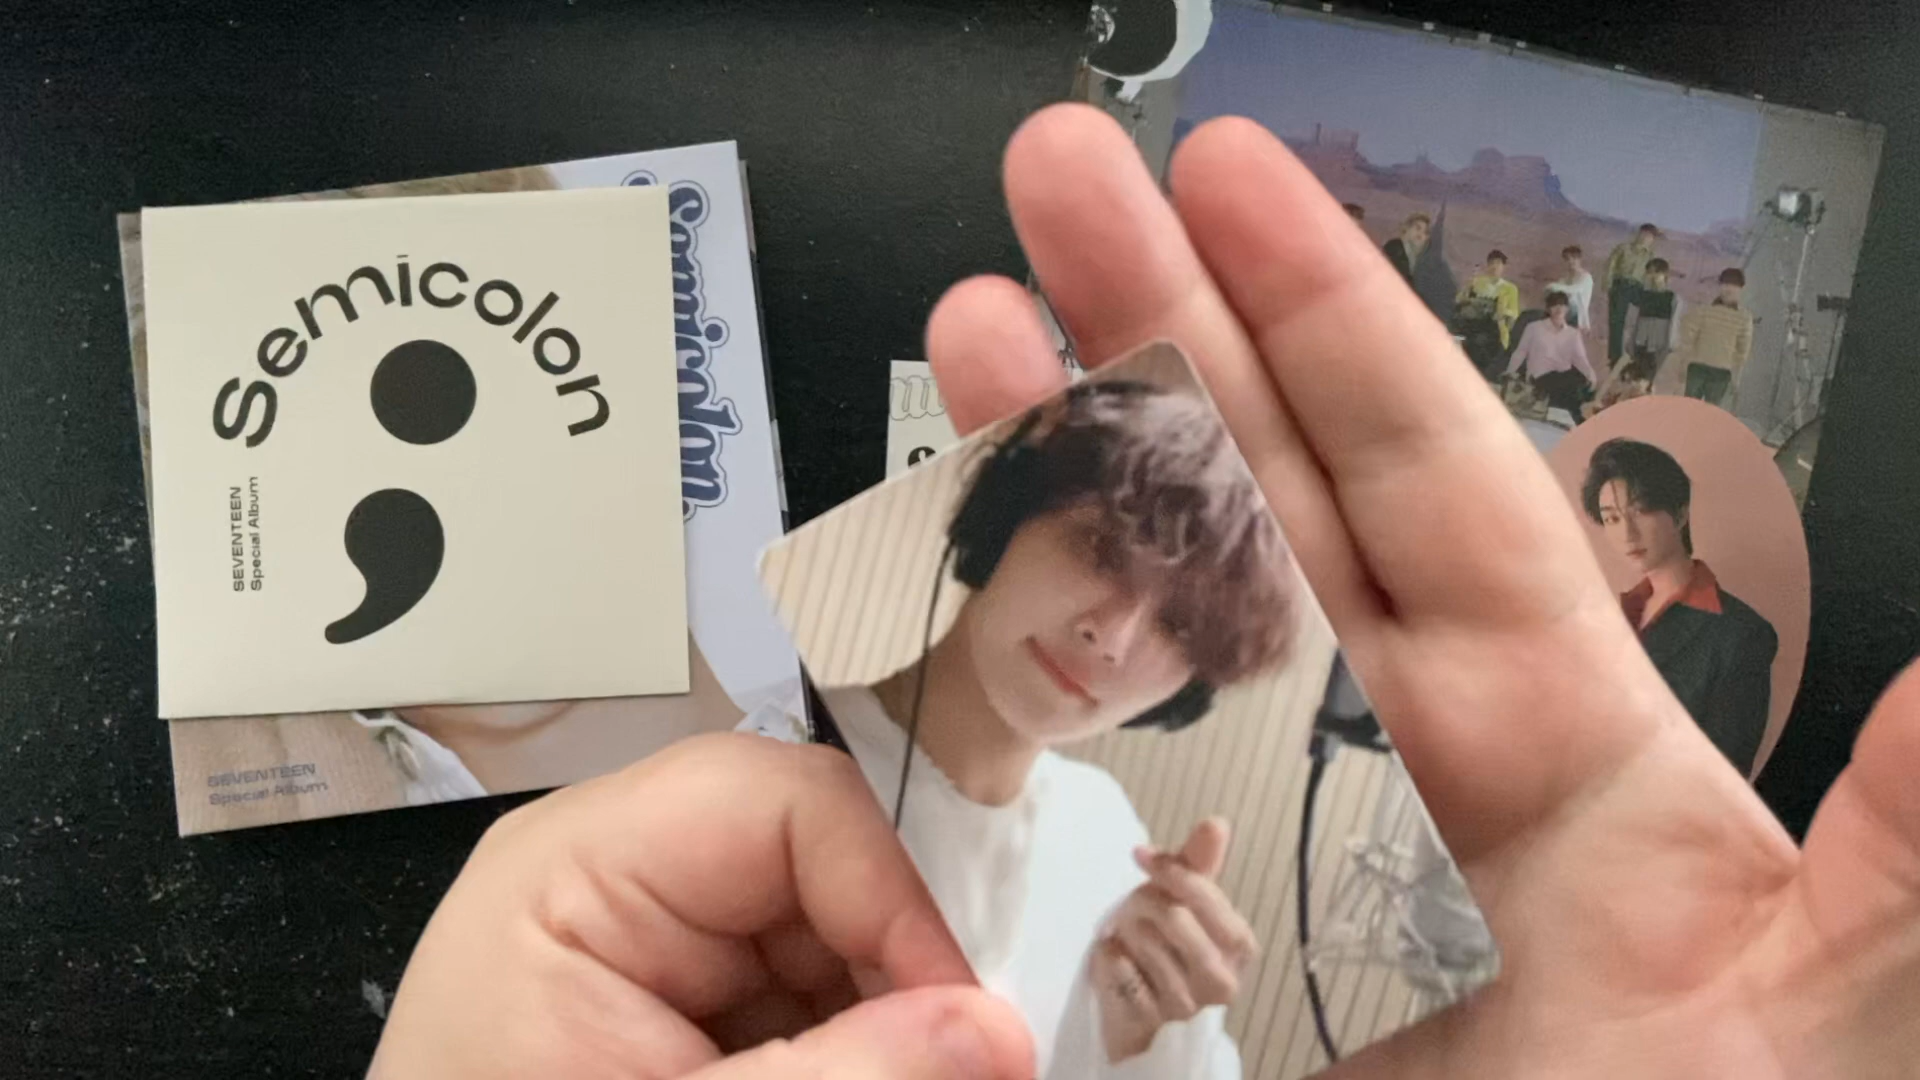 Semicolon
SEVENTEEN
Special Album
Semicolon
SEVENTEEN
Special Album